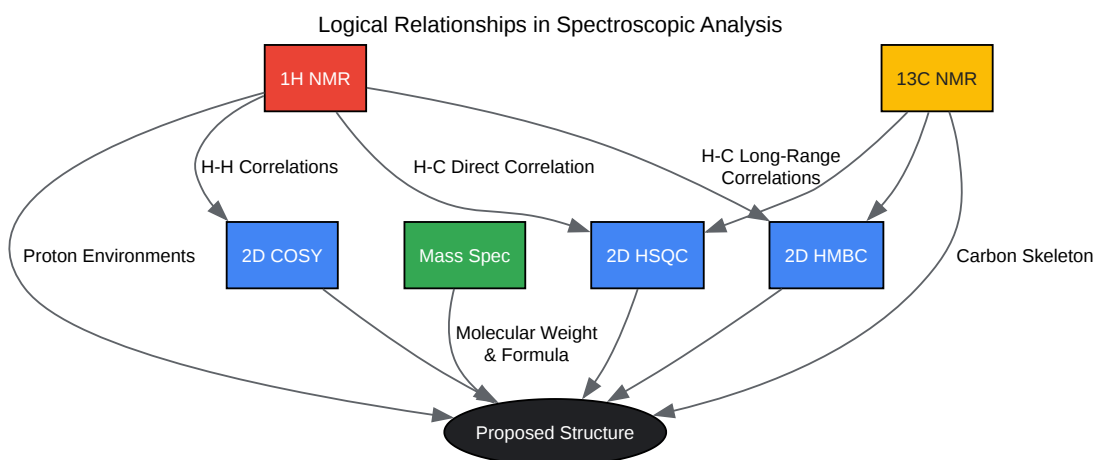 Logical Relationships in Spectroscopic Analysis
1H NMR
13C NMR
H-H Correlations
H-C Direct Correlation
H-C Long-Range
Correlations
Proton Environments
2D COSY
Mass Spec
2D HSQC
2D HMBC
Carbon Skeleton
Molecular Weight
& Formula
Proposed Structure